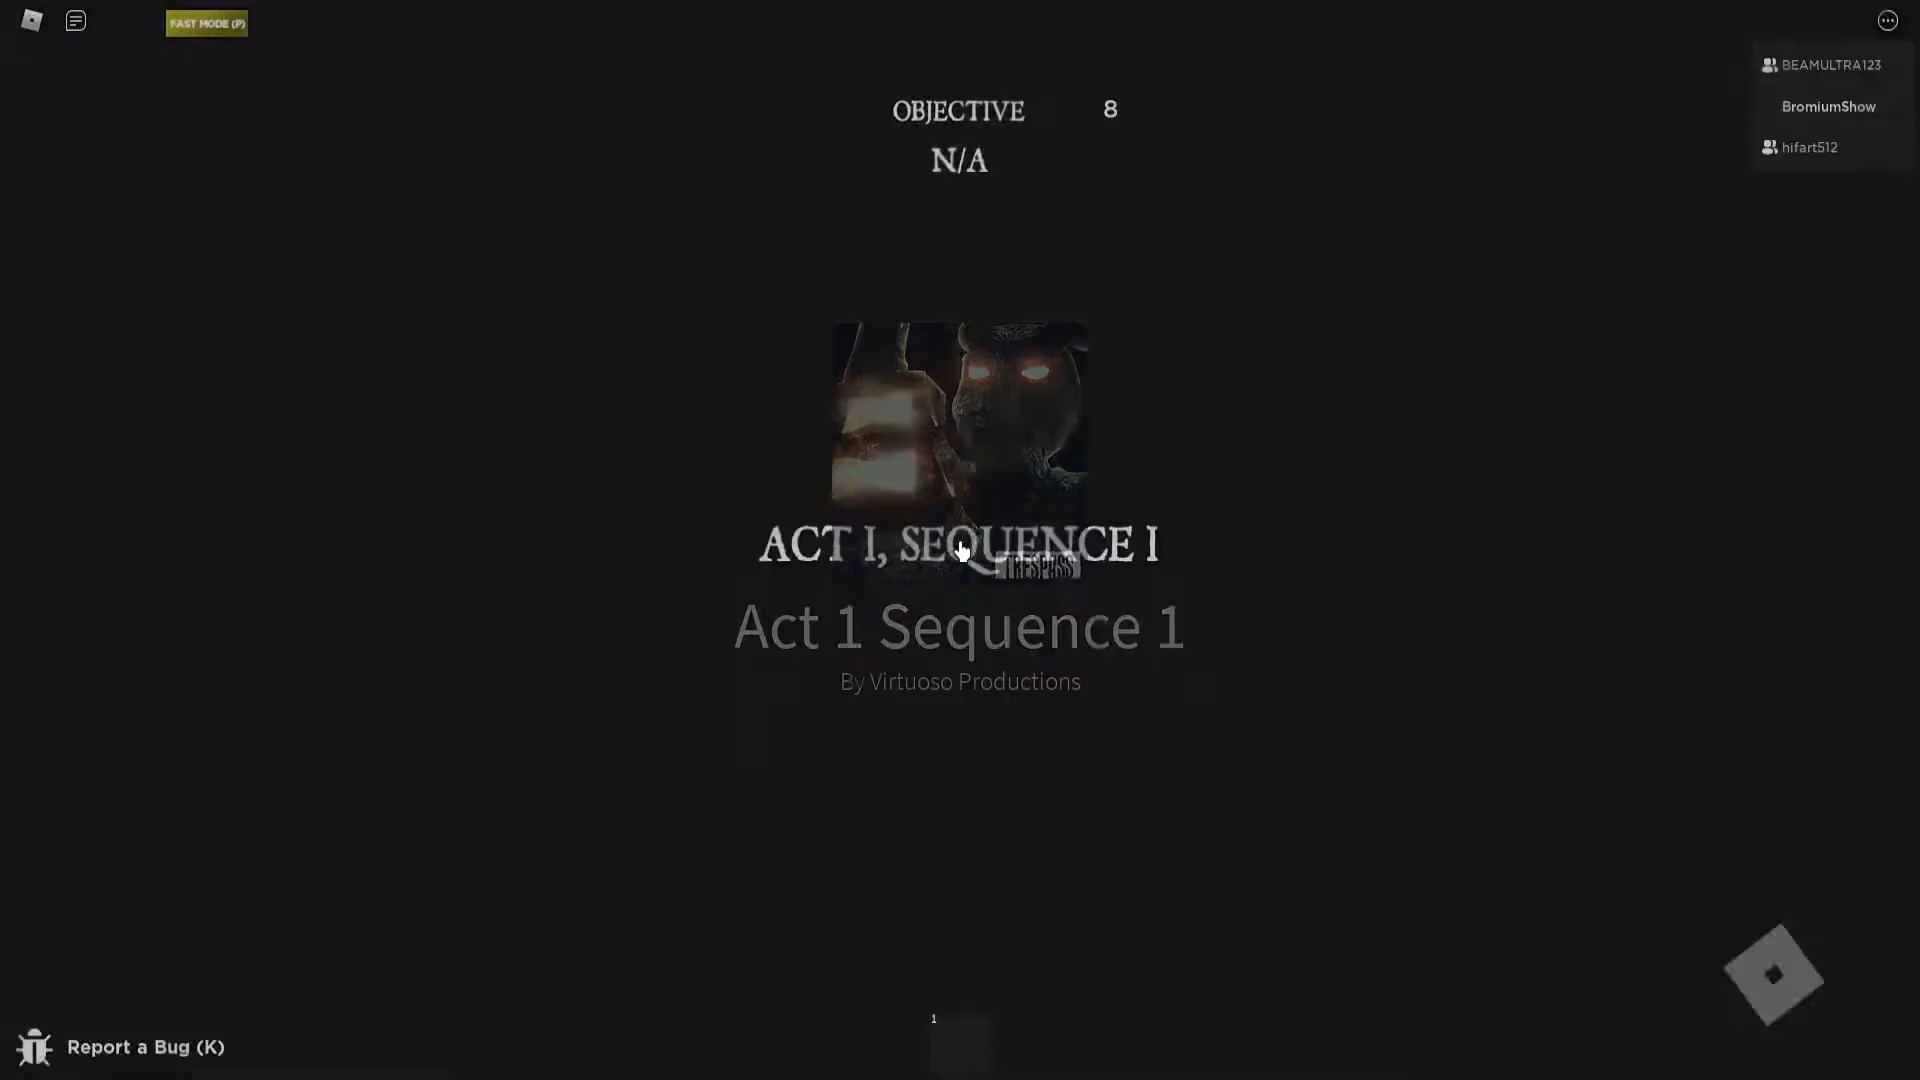 FAST MODE (P)
BEAMULTRA123
OBJECTIVE 8
BromiumShow
N/A
hifart512
ACT I, SEQUENCE I
TRESPASS
Act 1 Sequence 1
By Virtuoso Productions
1
Report a Bug (K)